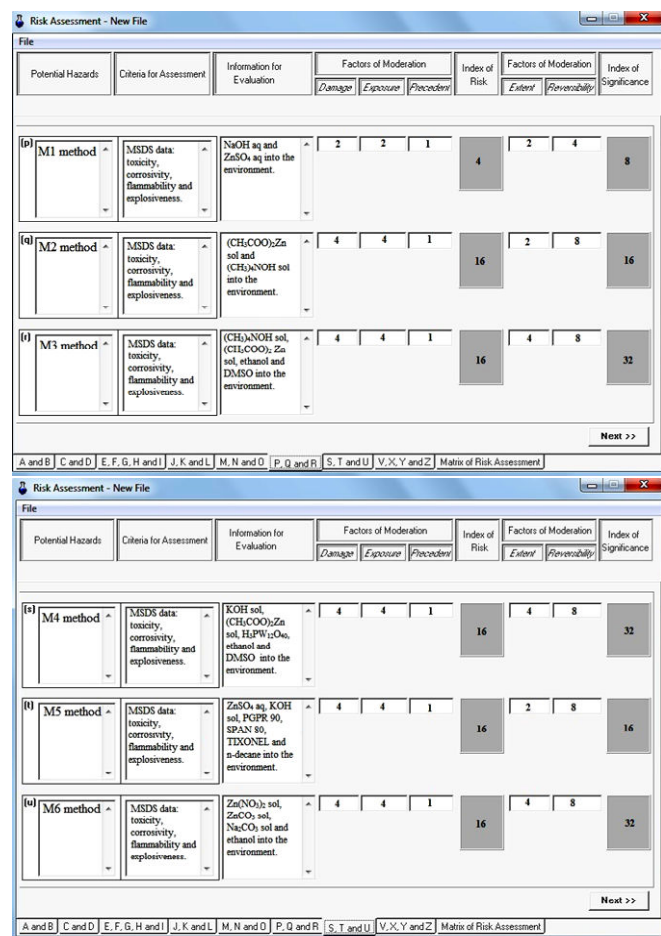 Risk Assessment - New File
File
Potential Hazards
Criteria for Assessment
Information for
Evaluation
Factors of Moderation
Damage Exposure Precedent
Index of
Risk
Factors of Moderation
Extent Reversibility
Index of
Significance
(p) M1 method
MSDS data:
toxicity,
corrosivity,
flammability and
explosiveness.
NaOH aq and
ZnSO₄ aq into the
environment.
2 2 1 4 2 4 8
(q) M2 method
MSDS data:
toxicity,
corrosivity,
flammability and
explosiveness.
(CH₃COO)₂Zn
sol and
(CH₃)₄NOH sol
into the
environment.
4 4 1 16 2 8 16
(r) M3 method
MSDS data:
toxicity,
corrosivity,
flammability and
explosiveness.
(CH₃)₄NOH sol,
(CH₃COO)₂ Zn
sol, ethanol and
DMSO into the
environment.
4 4 1 16 4 8 32
Next >>
A and B C and D E, F, G, H and I J, K and L M, N and O P, Q and R S, T and U V, X, Y and Z Matrix of Risk Assessment
Risk Assessment - New File
File
Potential Hazards
Criteria for Assessment
Information for
Evaluation
Factors of Moderation
Damage Exposure Precedent
Index of
Risk
Factors of Moderation
Extent Reversibility
Index of
Significance
(s) M4 method
MSDS data:
toxicity,
corrosivity,
flammability and
explosiveness.
KOH sol,
(CH₃COO)₂Zn
sol, H₃PW₁₂O₄₀,
ethanol and
DMSO into the
environment.
4 4 1 16 4 8 32
(t) M5 method
MSDS data:
toxicity,
corrosivity,
flammability and
explosiveness.
ZnSO₄ aq, KOH
sol, PGPR 90,
SPAN 80,
TIXONEL and
n-decane into the
environment.
4 4 1 16 2 8 16
(u) M6 method
MSDS data:
toxicity,
corrosivity,
flammability and
explosiveness.
Zn(NO₃)₂ sol,
ZnCO₃ sol,
Na₂CO₃ sol and
ethanol into the
environment.
4 4 1 16 4 8 32
Next >>
A and B C and D E, F, G, H and I J, K and L M, N and O P, Q and R S, T and U V, X, Y and Z Matrix of Risk Assessment